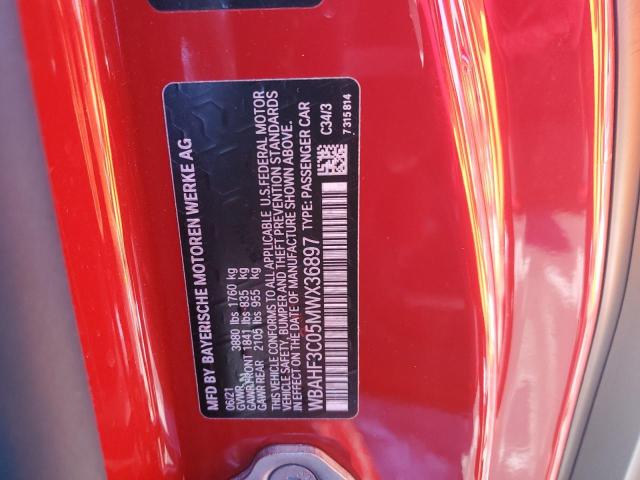 MFD BY BAYERISCHE MOTOREN WERKE AG
06/21
GVWR 3880 lbs 1760 kg
GAWR FRONT 1841 lbs 835 kg
GAWR REAR 2105 lbs 955 kg
THIS VEHICLE CONFORMS TO ALL APPLICABLE U.S.FEDERAL MOTOR
VEHICLE SAFETY, BUMPER AND THEFT PREVENTION STANDARDS
IN EFFECT ON THE DATE OF MANUFACTURE SHOWN ABOVE.
WBAHF3C05MWX36897 TYPE: PASSENGER CAR
C34/3
7 315 814